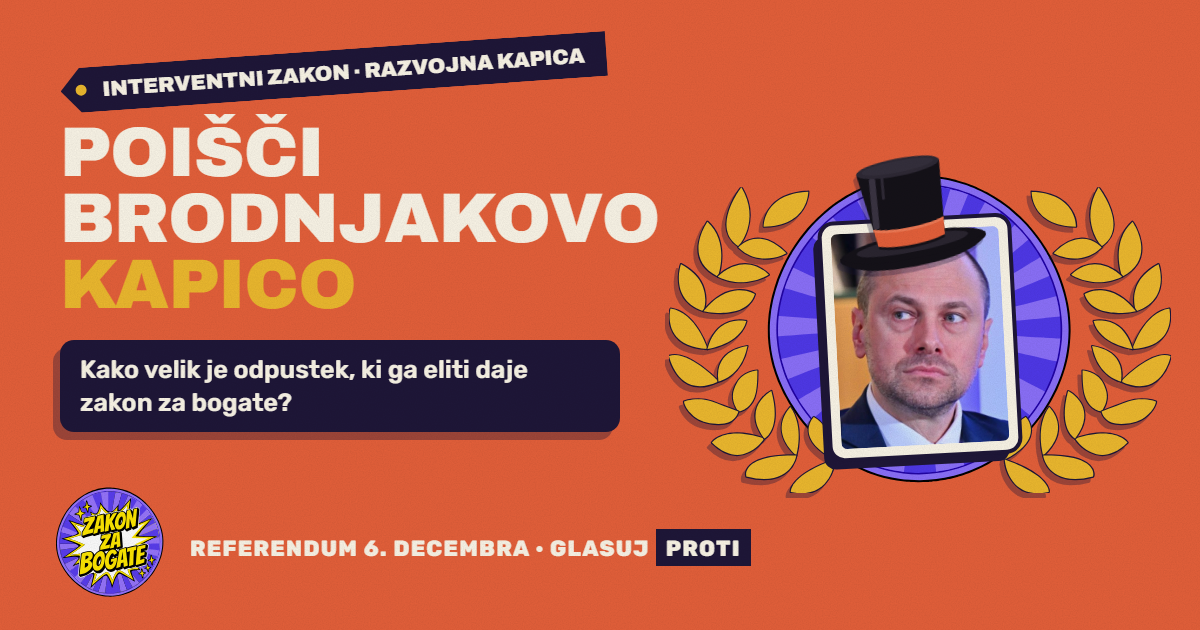 INTERVENTNI ZAKON · RAZVOJNA KAPICA
POIŠČI
BRODNJAKOVO
KAPICO
Kako velik je odpustek, ki ga eliti daje
zakon za bogate?
ZAKON
ZA
BOGATE
REFERENDUM 6. DECEMBRA • GLASUJ PROTI